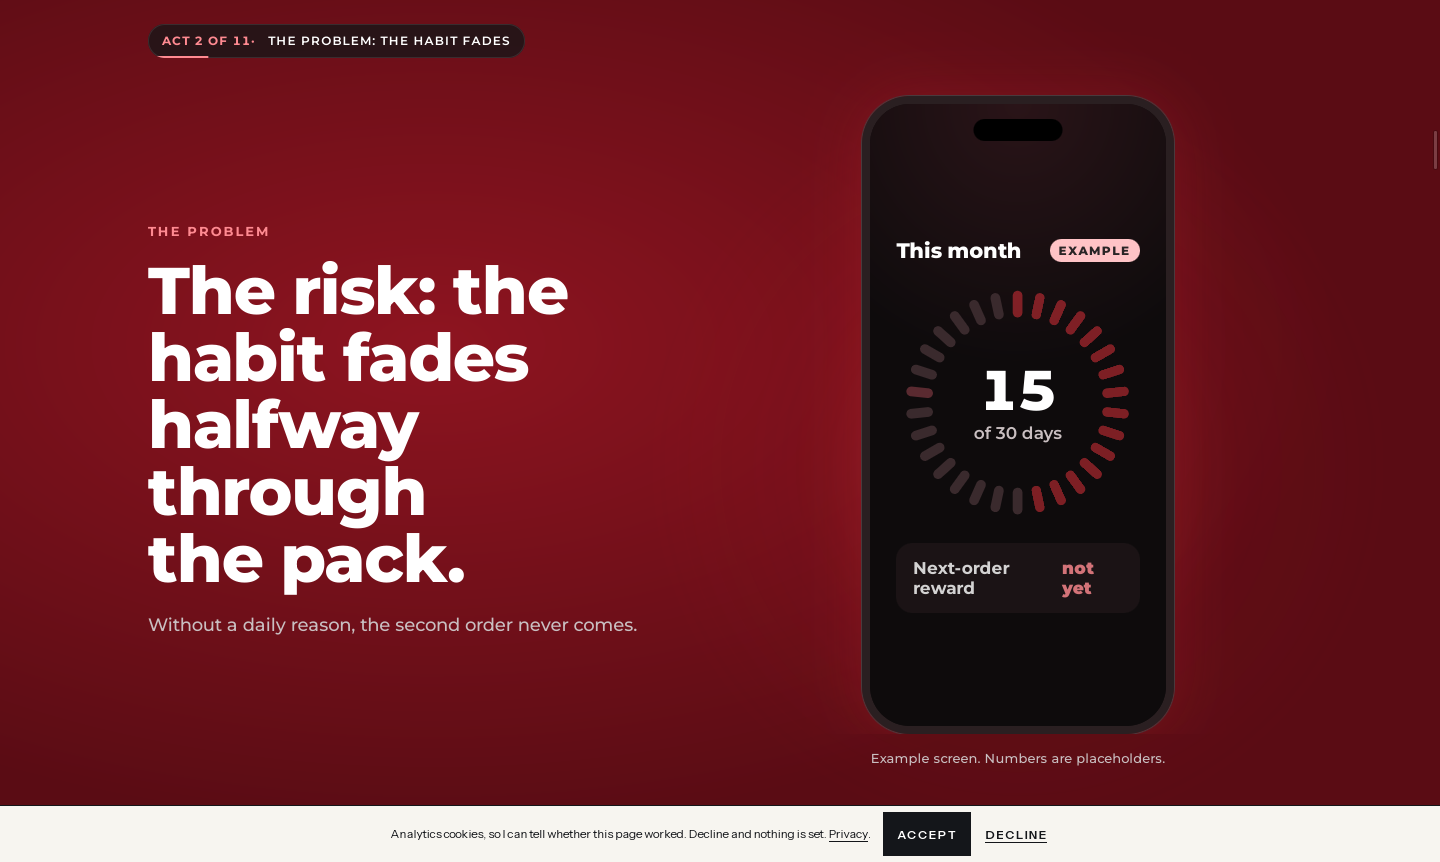 ACT 2 OF 11· THE PROBLEM: THE HABIT FADES
THE PROBLEM
The risk: the
habit fades
halfway
through
the pack.
Without a daily reason, the second order never comes.
This month
EXAMPLE
15
of 30 days
Next-order
reward
not
yet
Example screen. Numbers are placeholders.
Analytics cookies, so I can tell whether this page worked. Decline and nothing is set. Privacy.
ACCEPT
DECLINE